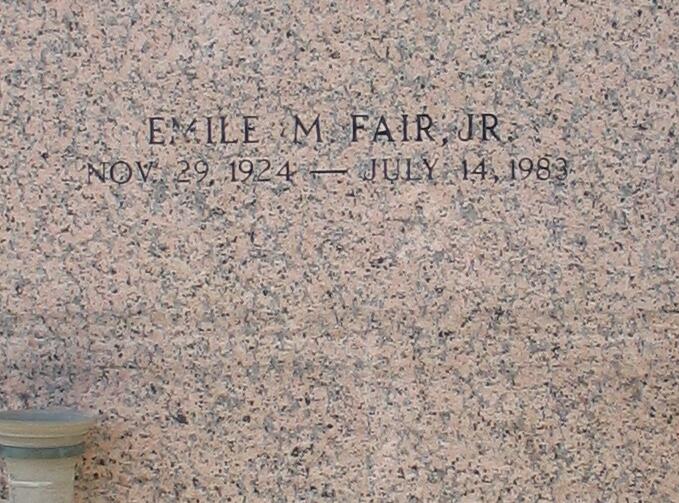 EMILE M. FAIR, JR.
NOV. 29, 1924 — JULY 14, 1983